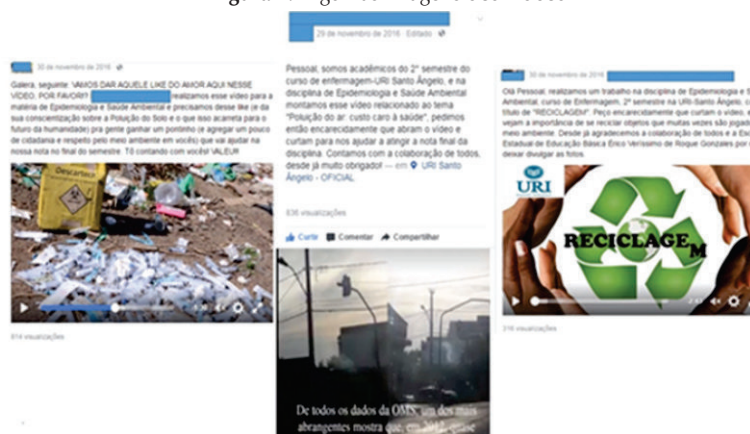 30 de novembro de 2016
Galera, seguinte: VAMOS DAR AQUELE LIKE DO AMOR AQUI NESSE
VÍDEO, POR FAVOR!!! realizamos esse vídeo para a
matéria de Epidemiologia e Saúde Ambiental e precisamos desse like (e da
sua conscientização sobre a Poluição do Solo e o que isso acarreta para o
futuro da humanidade) pra gente ganhar um pontinho (e agregar um pouco
de cidadania e respeito pelo meio ambiente em vocês) que vai ajudar na
nossa nota no final do semestre. Tô contando com vocês! VALEU!!
Descartex
814 visualizações
29 de novembro de 2016 · Editado
Pessoal, somos acadêmicos do 2° semestre do
curso de enfermagem-URI Santo Ângelo, e na
disciplina de Epidemiologia e Saúde Ambiental
montamos esse vídeo relacionado ao tema
"Poluição do ar: custo caro à saúde", pedimos
então encarecidamente que abram o vídeo e
curtam para nos ajudar a atingir a nota final da
disciplina. Contamos com a colaboração de todos,
desde já muito obrigado! — em URI Santo
Ângelo - OFICIAL
836 visualizações
Curtir Comentar Compartilhar
De todos os dados da OMS, um dos mais
abrangentes mostra que, em 2012, quase
30 de novembro de 2016
Olá Pessoal, realizamos um trabalho na disciplina de Epidemiologia e S
Ambiental, curso de Enfermagem, 2° semestre na URI-Santo Ângelo, o
título de "RECICLAGEM". Peço encarecidamente que curtam o vídeo, e
vejam a importância de se reciclar objetos que muitas vezes são jogad
meio ambiente. Desde já agradecemos a colaboração de todos e a Esc
Estadual de Educação Básica Érico Veríssimo de Roque Gonzales por
deixar divulgar as fotos.
URI
RECICLAGEM
-2:43
316 visualizações